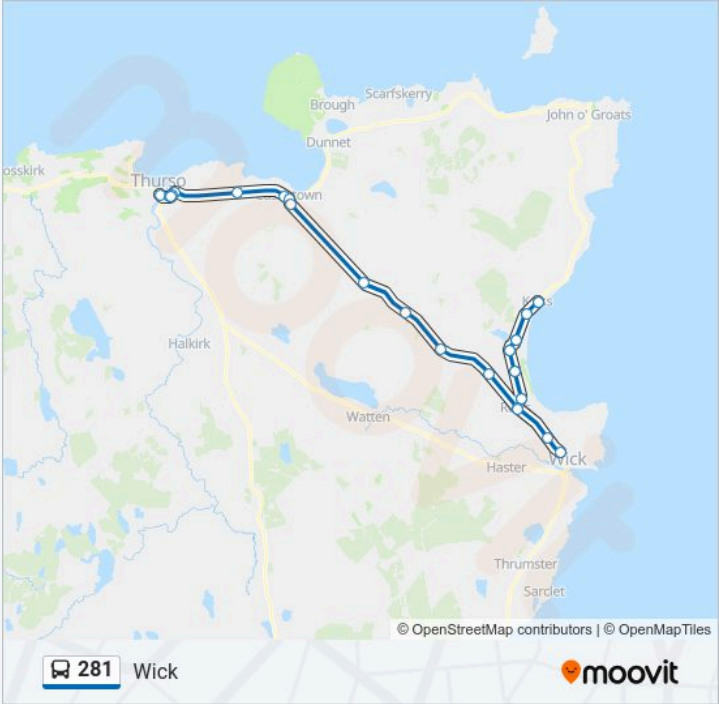 Scarfskerry
Brough
John o' Groats
Dunnet
Thurso
Halkirk
Watten
Wick
Haster
Thrumster
Sarclet
© OpenStreetMap contributors | © OpenMapTiles
281 Wick
moovit